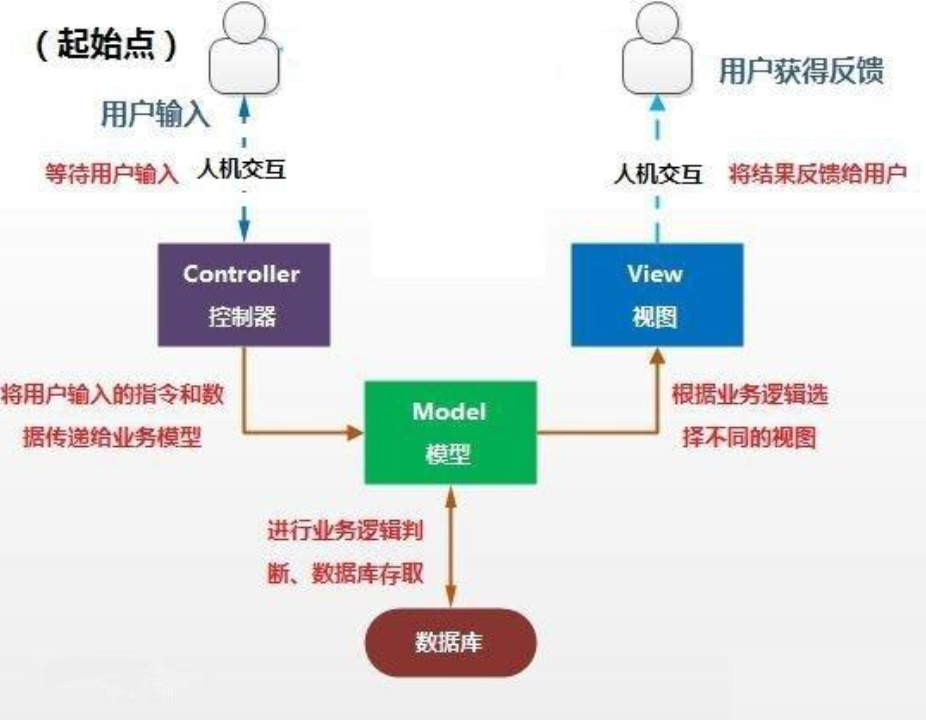 (起始点)
用户输入
用户获得反馈
等待用户输入
人机交互
人机交互
将结果反馈给用户
Controller
控制器
View
视图
将用户输入的指令和数
据传递给业务模型
Model
模型
根据业务逻辑选
择不同的视图
进行业务逻辑判
断、数据库存取
数据库